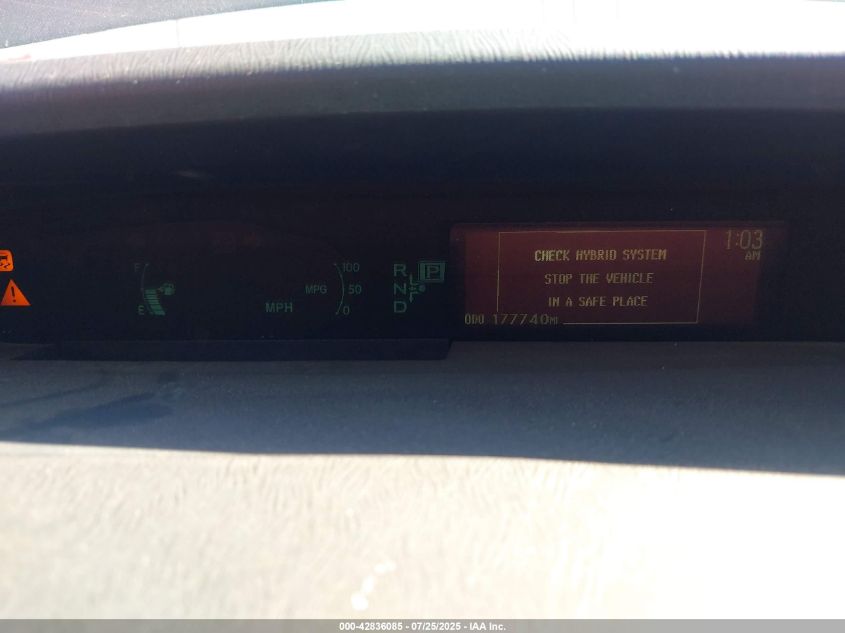 F
E
MPH
MPG
100
50
0
R
N
D
P
CHECK HYBRID SYSTEM
STOP THE VEHICLE
IN A SAFE PLACE
1:03
AM
ODO 177740MI
000-42836085 - 07/25/2025 - IAA Inc.